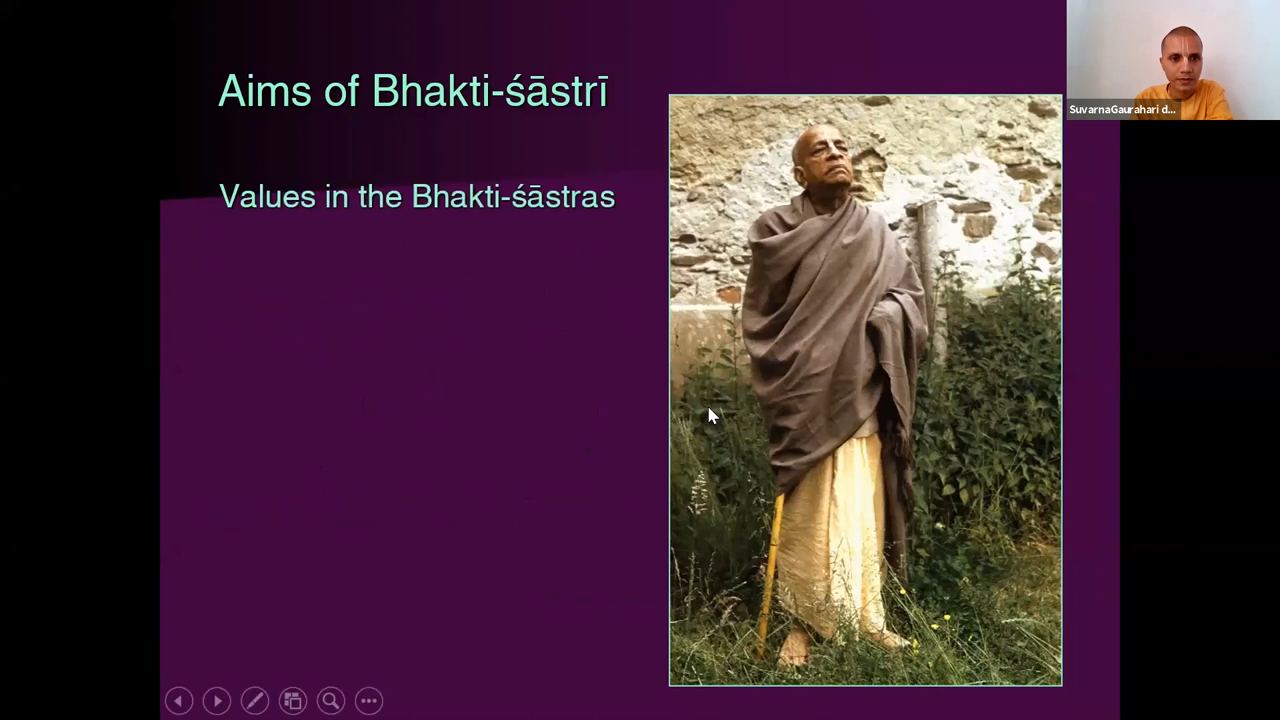 Aims of Bhakti-śāstrī
SuvarnaGaurahari d...
Values in the Bhakti-śāstras